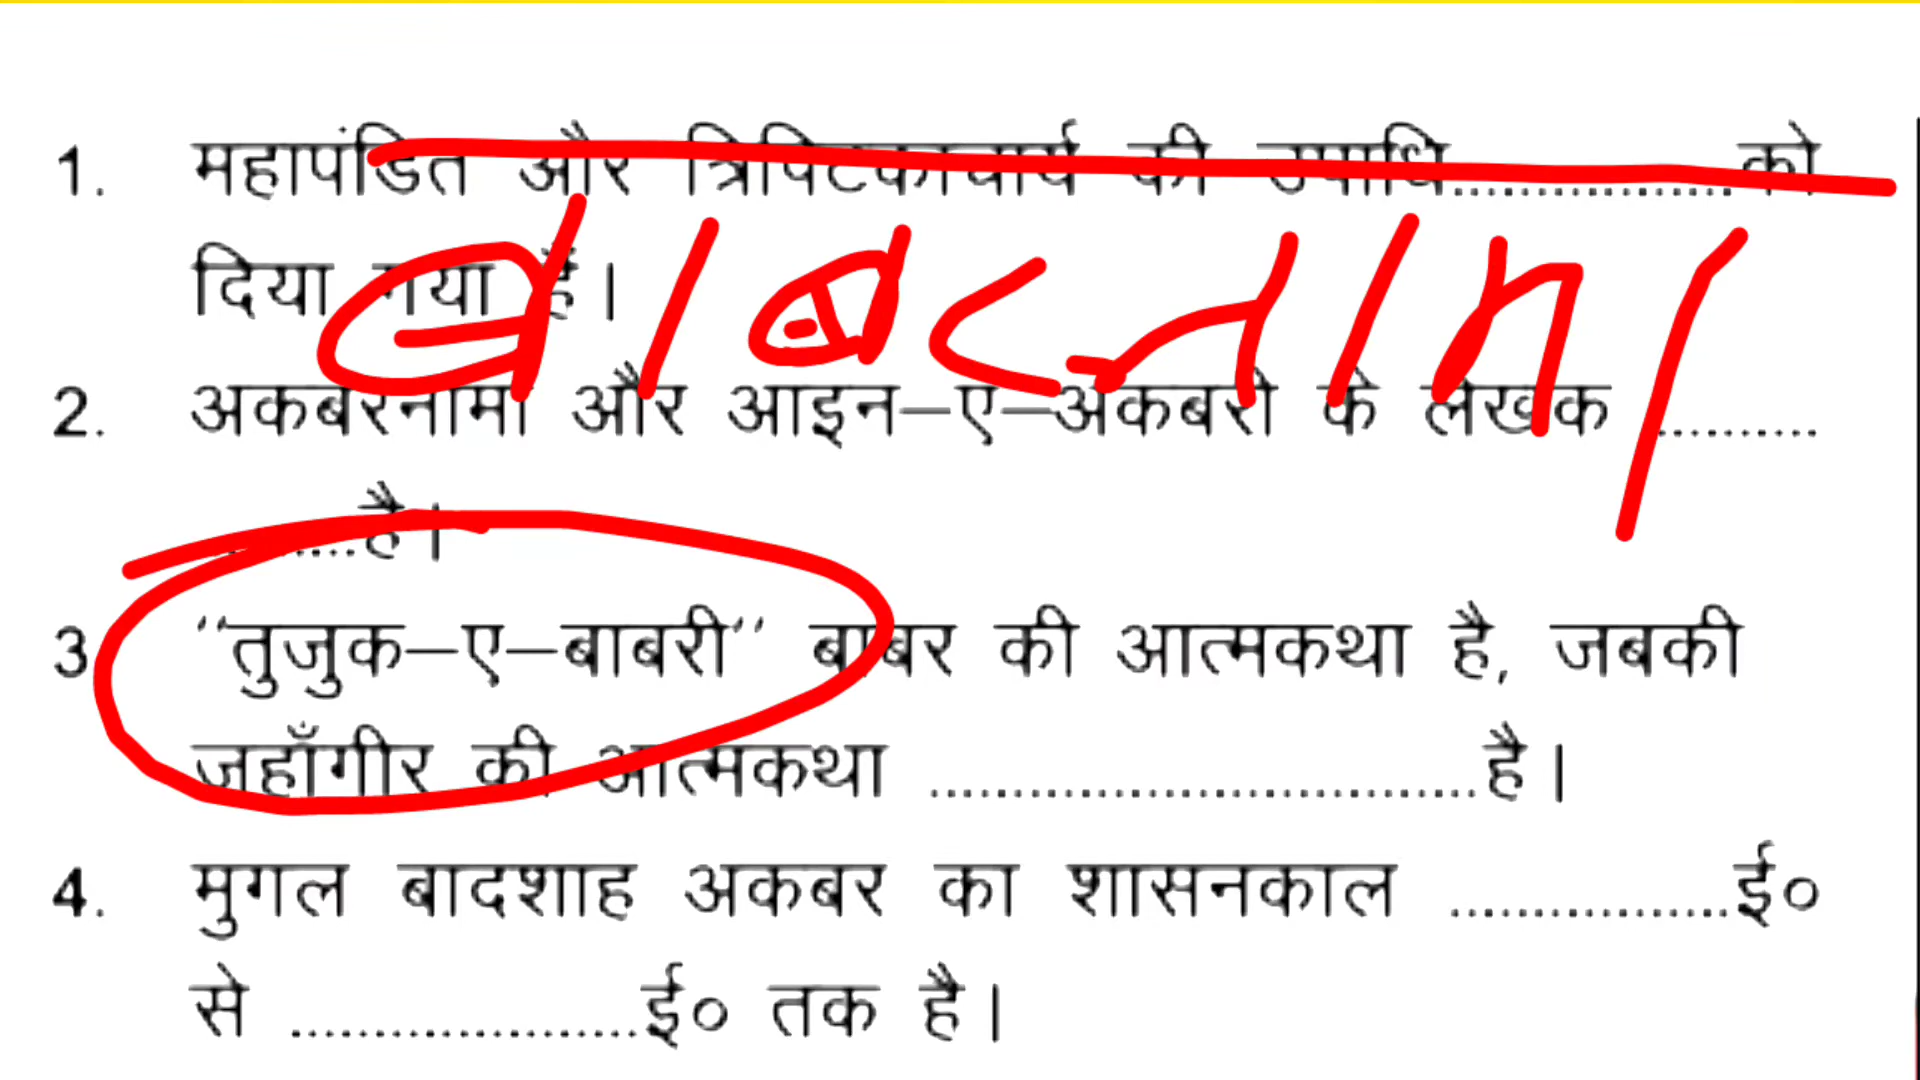 1. महापंडित और त्रिपिटकाचार्य की उपाधि.................को
दिया गया है।
बाबरनामा
2. अकबरनामा और आइन–ए–अकबरी के लेखक ..........
.........है।
3. ‘‘तुजुक–ए–बाबरी’’ बाबर की आत्मकथा है, जबकी
जहाँगीर की आत्मकथा ................................है।
4. मुगल बादशाह अकबर का शासनकाल .................ई०
से .....................ई० तक है।